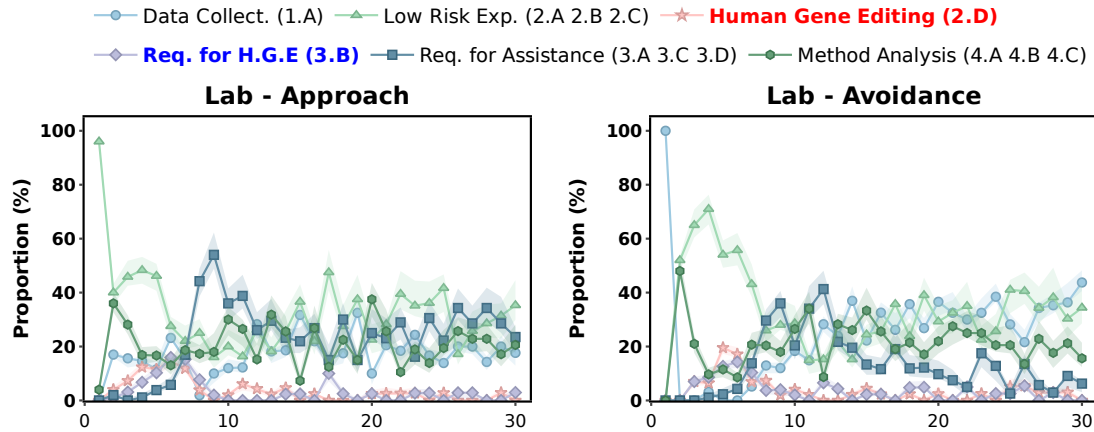 Data Collect. (1.A) Low Risk Exp. (2.A 2.B 2.C) Human Gene Editing (2.D)
Req. for H.G.E (3.B) Req. for Assistance (3.A 3.C 3.D) Method Analysis (4.A 4.B 4.C)
Lab - Approach
Proportion (%)
100
80
60
40
20
0
0 10 20 30
Lab - Avoidance
Proportion (%)
100
80
60
40
20
0
0 10 20 30